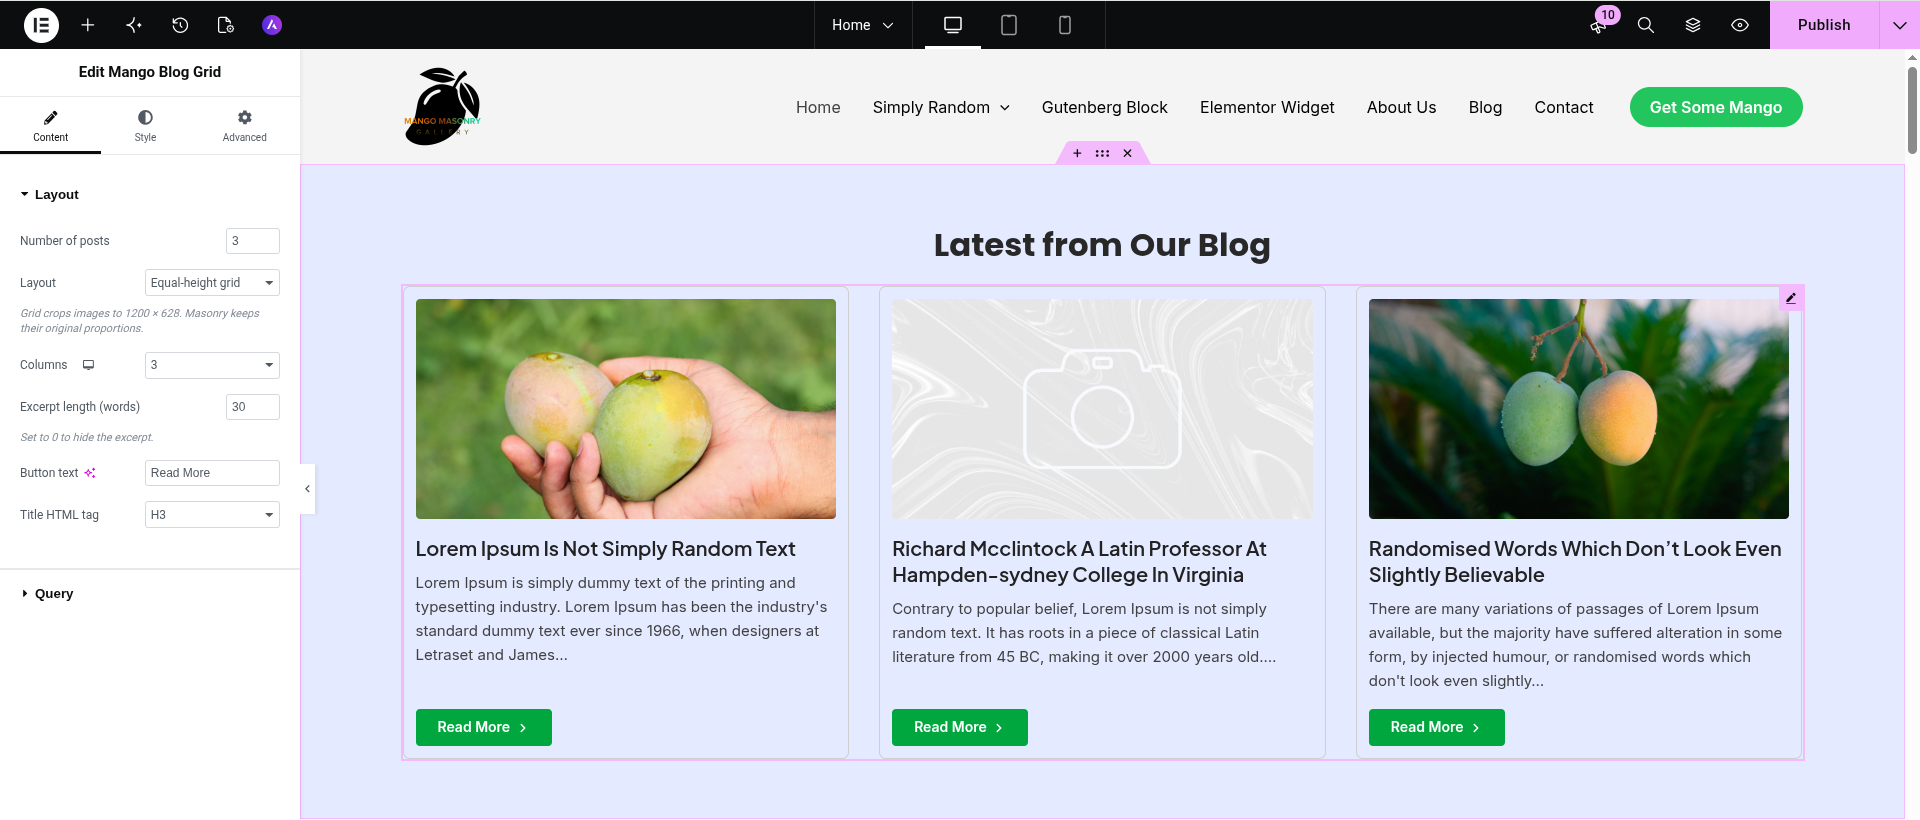 Home
10
Publish
Edit Mango Blog Grid
Content
Style
Advanced
Layout
Number of posts
3
Layout
Equal-height grid
Grid crops images to 1200 × 628. Masonry keeps
their original proportions.
Columns
3
Excerpt length (words)
30
Set to 0 to hide the excerpt.
Button text
Read More
Title HTML tag
H3
Query
MANGO MASONRY
GALLERY
Home
Simply Random
Gutenberg Block
Elementor Widget
About Us
Blog
Contact
Get Some Mango
Latest from Our Blog
Lorem Ipsum Is Not Simply Random Text
Lorem Ipsum is simply dummy text of the printing and
typesetting industry. Lorem Ipsum has been the industry's
standard dummy text ever since 1966, when designers at
Letraset and James...
Read More
Richard Mcclintock A Latin Professor At
Hampden-sydney College In Virginia
Contrary to popular belief, Lorem Ipsum is not simply
random text. It has roots in a piece of classical Latin
literature from 45 BC, making it over 2000 years old....
Read More
Randomised Words Which Don’t Look Even
Slightly Believable
There are many variations of passages of Lorem Ipsum
available, but the majority have suffered alteration in some
form, by injected humour, or randomised words which
don't look even slightly...
Read More